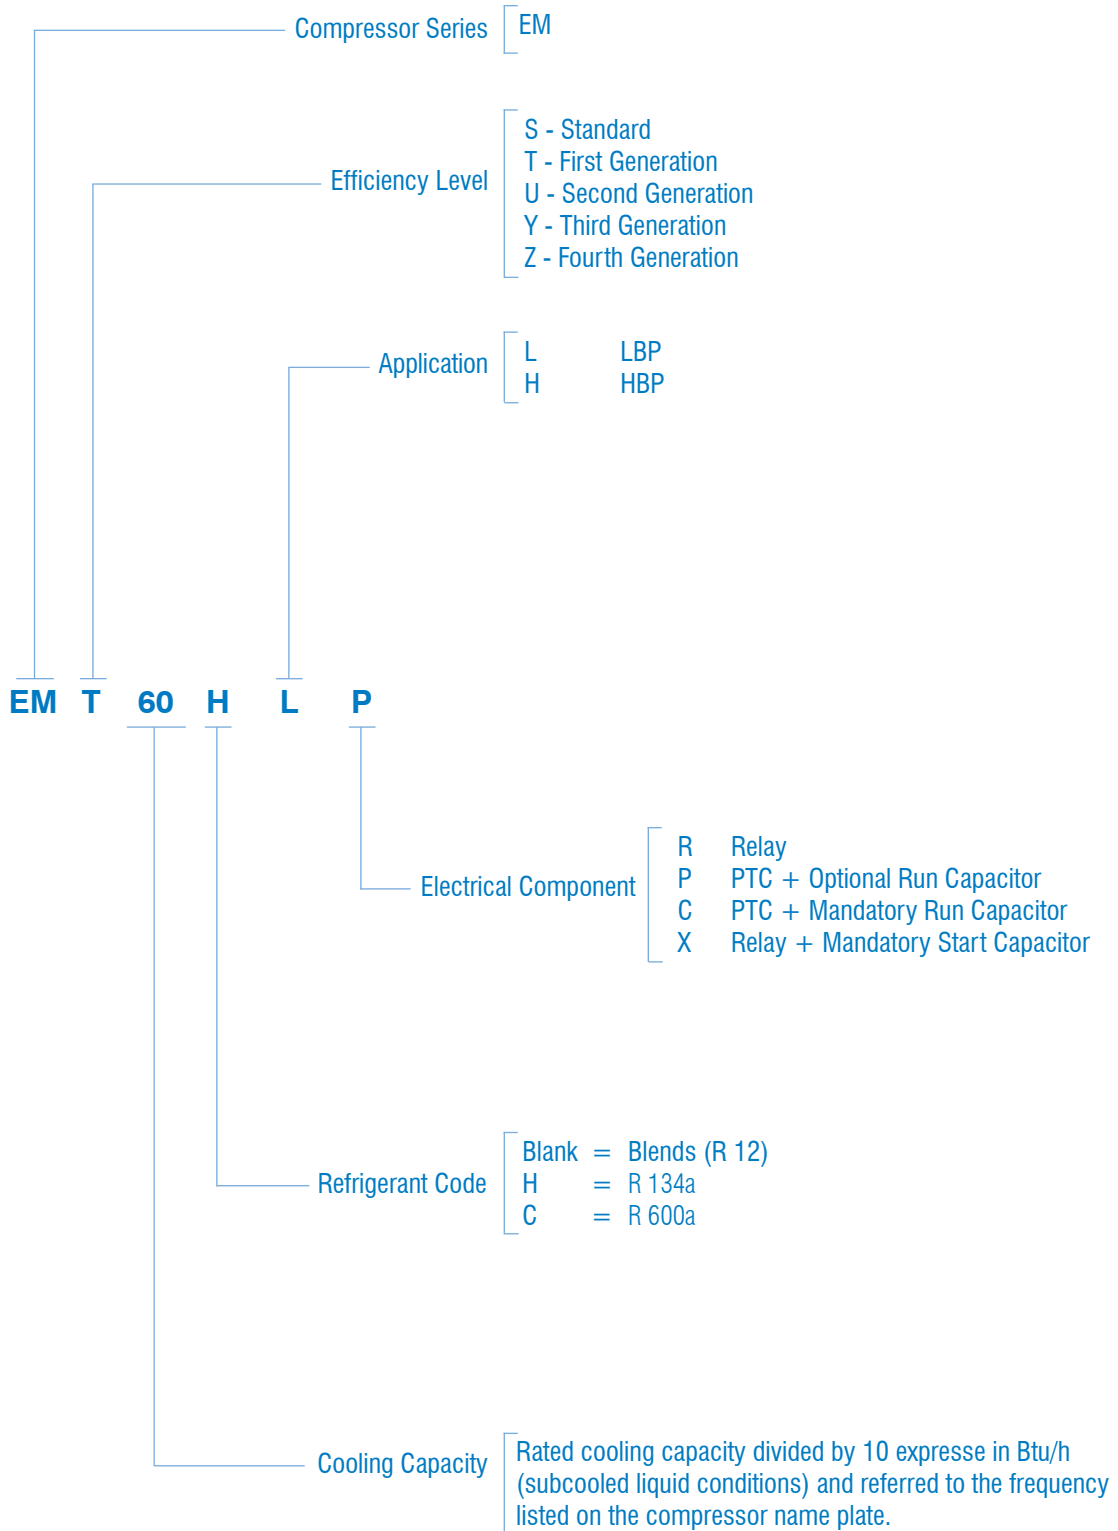 Compressor Series EM
S - Standard
T - First Generation
Efficiency Level U - Second Generation
Y - Third Generation
Z - Fourth Generation
Application L LBP
H HBP
EM T 60 H L P
R Relay
Electrical Component P PTC + Optional Run Capacitor
C PTC + Mandatory Run Capacitor
X Relay + Mandatory Start Capacitor
Blank = Blends (R 12)
Refrigerant Code H = R 134a
C = R 600a
Cooling Capacity Rated cooling capacity divided by 10 expresse in Btu/h
(subcooled liquid conditions) and referred to the frequency
listed on the compressor name plate.